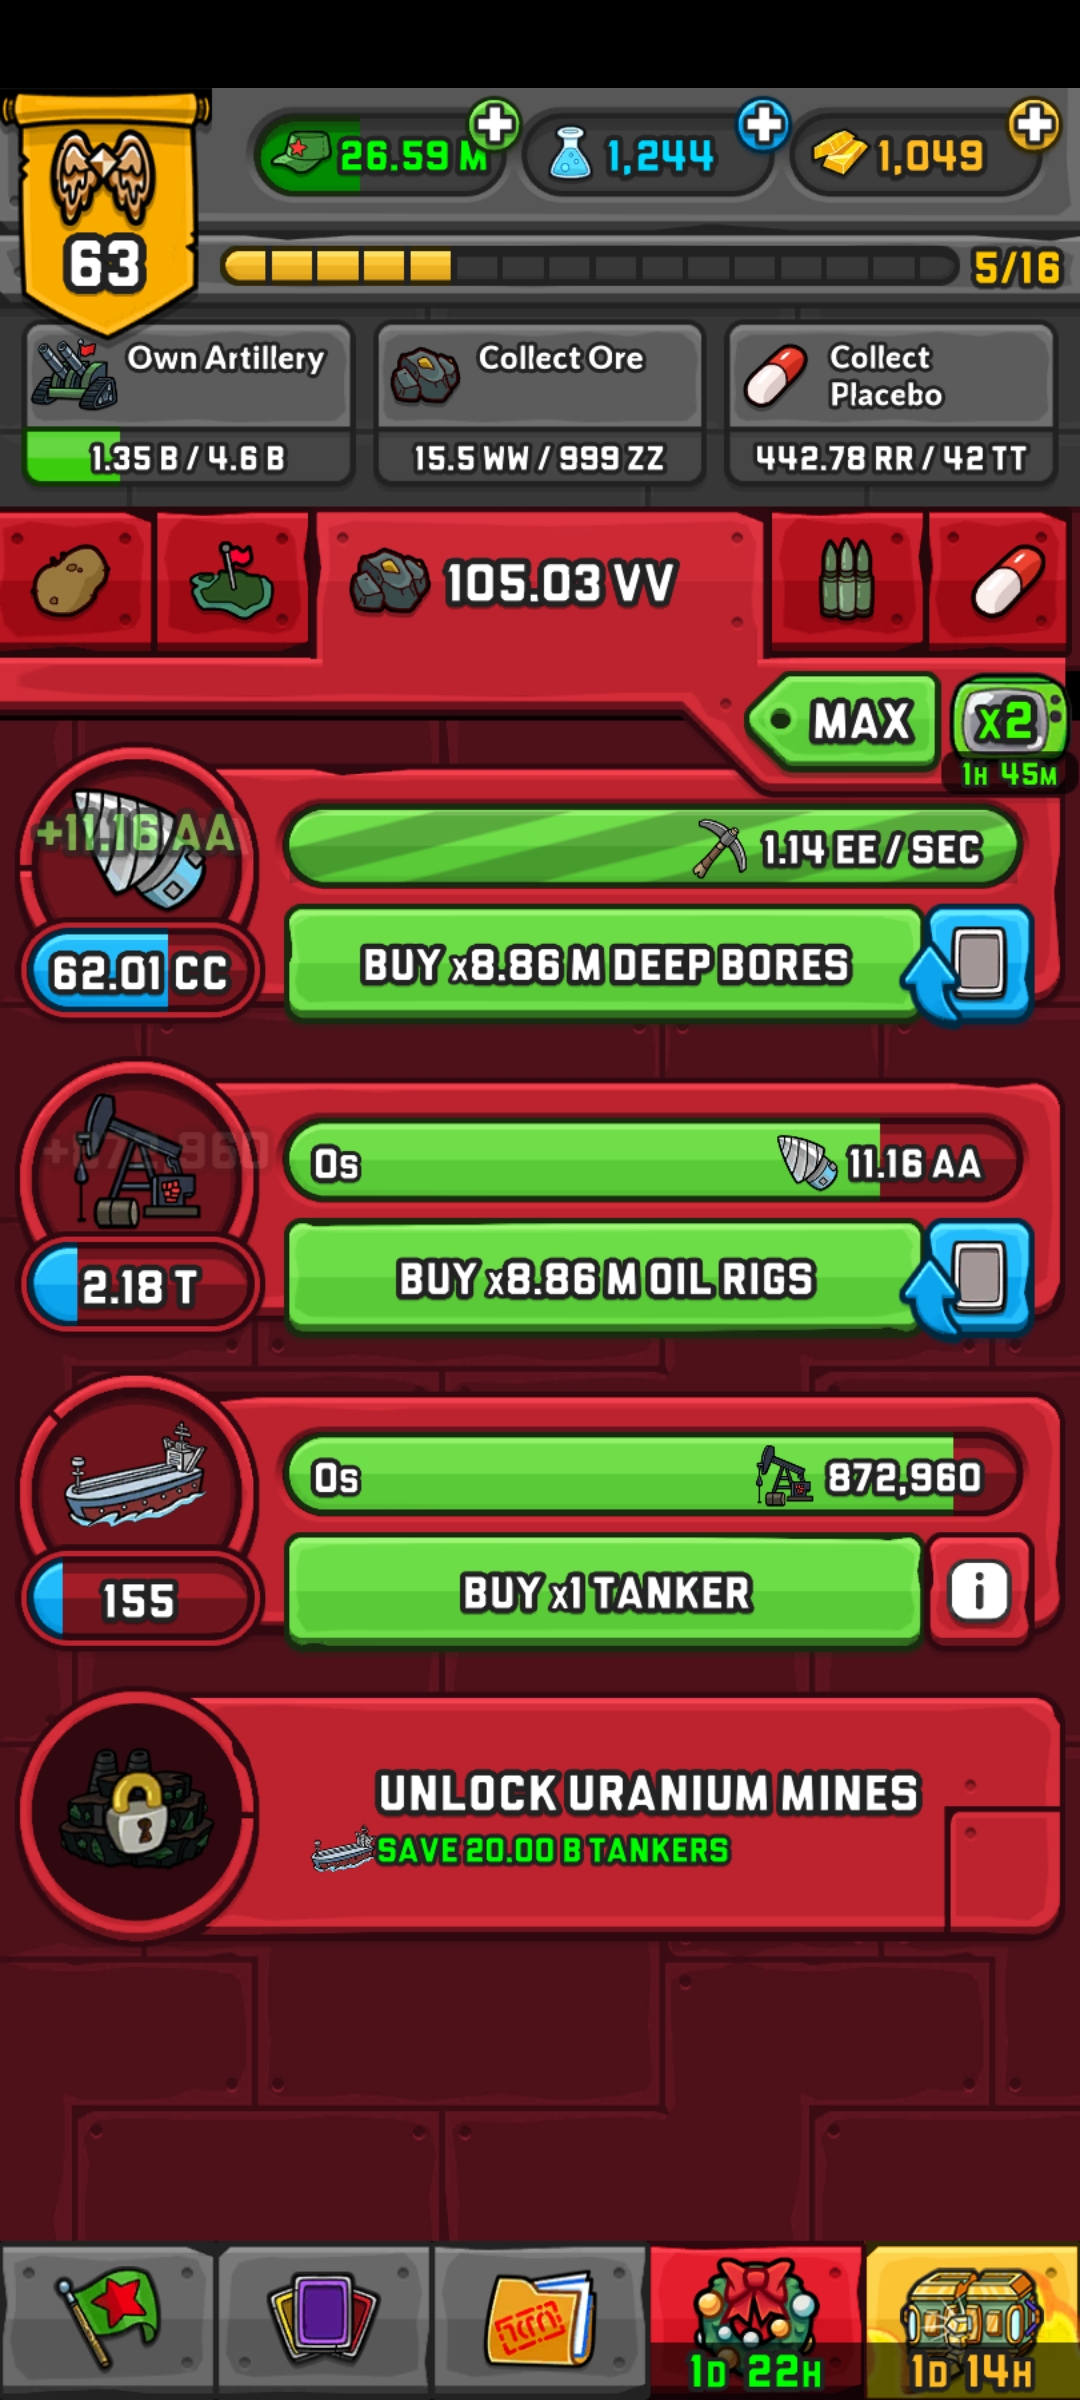 26.59 M
1,244
1,049
63
5/16
Own Artillery
1.35 B / 4.6 B
Collect Ore
15.5 WW / 999 ZZ
Collect
Placebo
442.78 RR / 42 TT
105.03 VV
MAX
x2
1H 45M
+11.16 AA
1.14 EE / SEC
62.01 CC
BUY x8.86 M DEEP BORES
+872,960
0s
11.16 AA
2.18 T
BUY x8.86 M OIL RIGS
0s
872,960
155
BUY x1 TANKER
i
UNLOCK URANIUM MINES
SAVE 20.00 B TANKERS
1D 22H
1D 14H